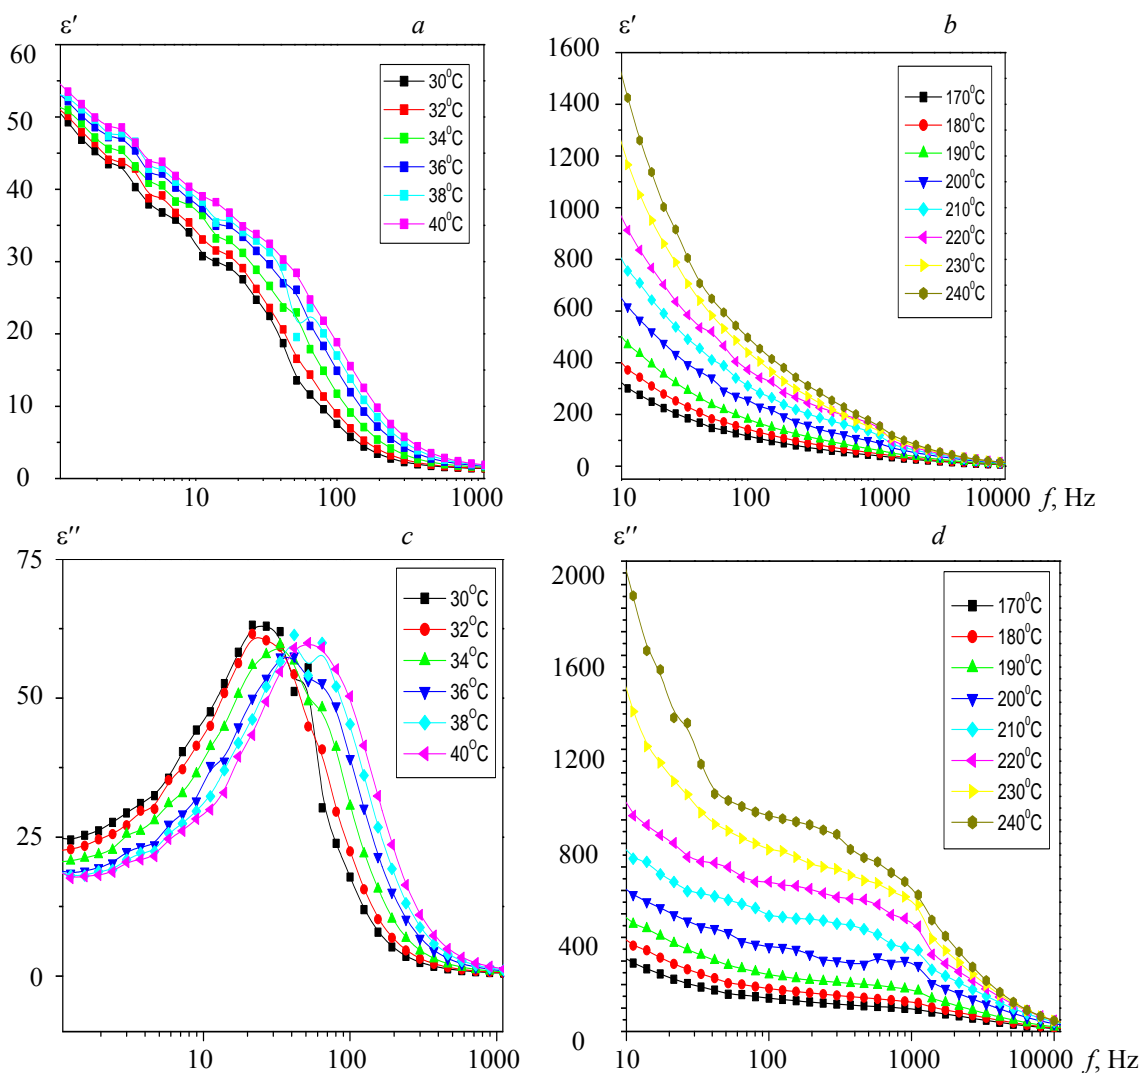 ε′ a
60
50
40
30
20
10
0
10 100 1000
30⁰C
32⁰C
34⁰C
36⁰C
38⁰C
40⁰C
ε′ b
1600
1400
1200
1000
800
600
400
200
0
10 100 1000 10000 f, Hz
170⁰C
180⁰C
190⁰C
200⁰C
210⁰C
220⁰C
230⁰C
240⁰C
ε′′ c
75
50
25
0
10 100 1000
30⁰C
32⁰C
34⁰C
36⁰C
38⁰C
40⁰C
ε′′ d
2000
1600
1200
800
400
0
10 100 1000 10000 f, Hz
170⁰C
180⁰C
190⁰C
200⁰C
210⁰C
220⁰C
230⁰C
240⁰C